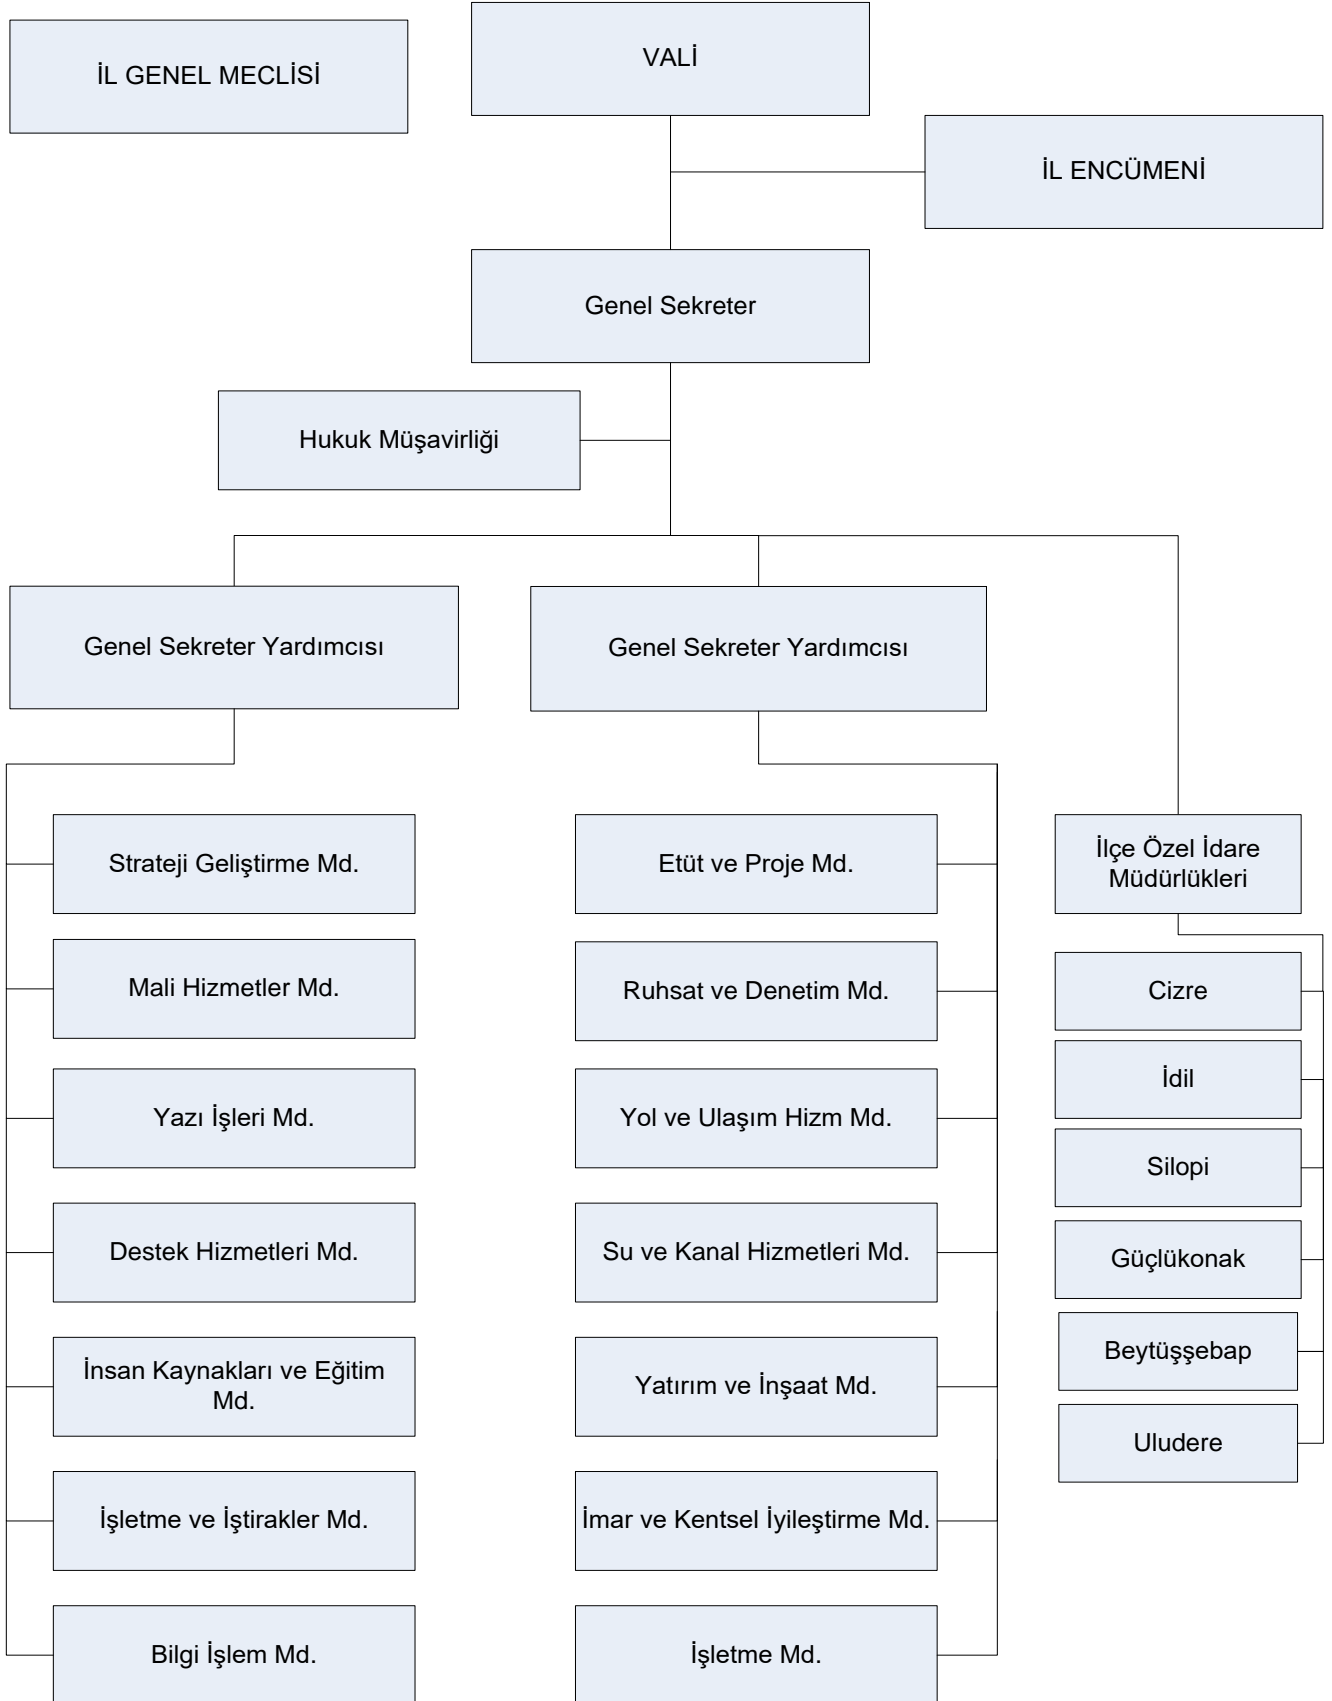 İL GENEL MECLİSİ
VALİ
İL ENCÜMENİ
Genel Sekreter
Hukuk Müşavirliği
Genel Sekreter Yardımcısı
Genel Sekreter Yardımcısı
Strateji Geliştirme Md.
Mali Hizmetler Md.
Yazı İşleri Md.
Destek Hizmetleri Md.
İnsan Kaynakları ve Eğitim
Md.
İşletme ve İştirakler Md.
Bilgi İşlem Md.
Etüt ve Proje Md.
Ruhsat ve Denetim Md.
Yol ve Ulaşım Hizm Md.
Su ve Kanal Hizmetleri Md.
Yatırım ve İnşaat Md.
İmar ve Kentsel İyileştirme Md.
İşletme Md.
İlçe Özel İdare
Müdürlükleri
Cizre
İdil
Silopi
Güçlükonak
Beytüşşebap
Uludere